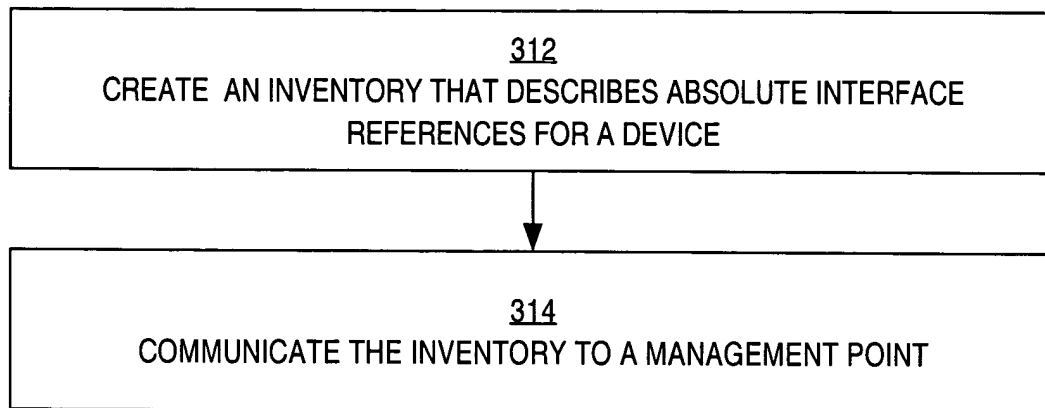 312
CREATE AN INVENTORY THAT DESCRIBES ABSOLUTE INTERFACE
REFERENCES FOR A DEVICE
314
COMMUNICATE THE INVENTORY TO A MANAGEMENT POINT